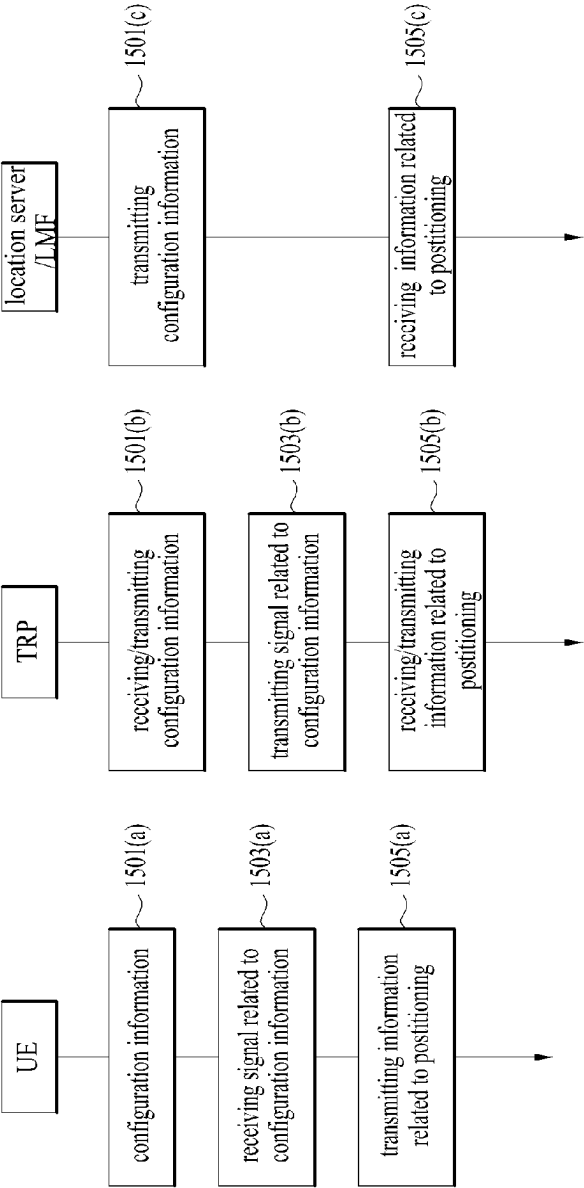 UE
configuration information
1501(a)
receiving signal related to
configuration information
1503(a)
transmitting information
related to postitioning
1505(a)
TRP
receiving/transmitting
configuration information
1501(b)
transmitting signal related to
configuration information
1503(b)
receiving/transmitting
information related to
postitioning
1505(b)
location server
/LMF
transmitting
configuration information
1501(c)
receiving information related
to postitioning
1505(c)